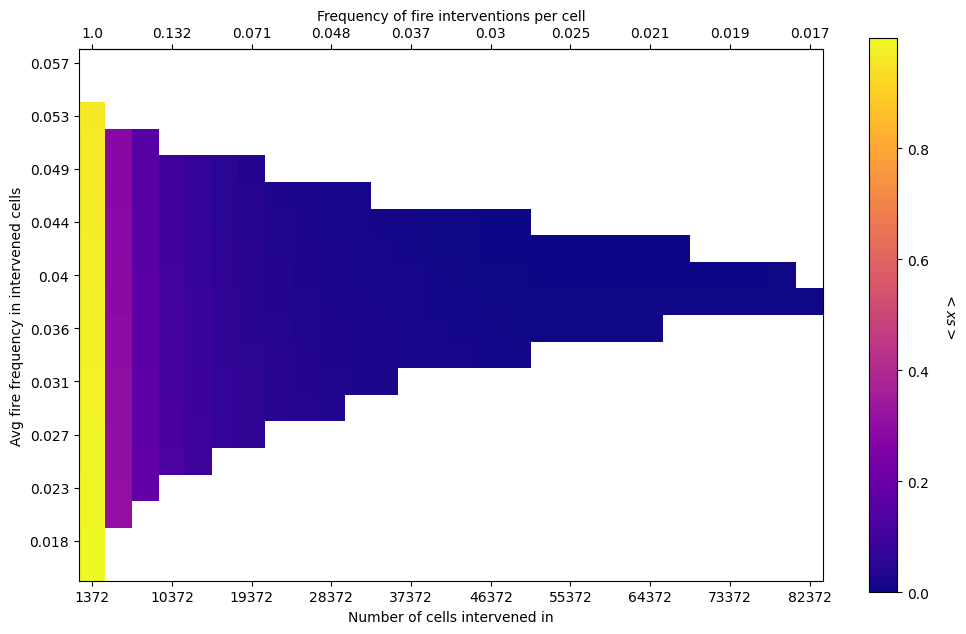 Frequency of fire interventions per cell
1.0 0.132 0.071 0.048 0.037 0.03 0.025 0.021 0.019 0.017
0.057
0.053
0.049
0.044
0.04
0.036
0.031
0.027
0.023
0.018
Avg fire frequency in intervened cells
1372 10372 19372 28372 37372 46372 55372 64372 73372 82372
Number of cells intervened in
0.8
0.6
0.4
0.2
0.0
< sx >